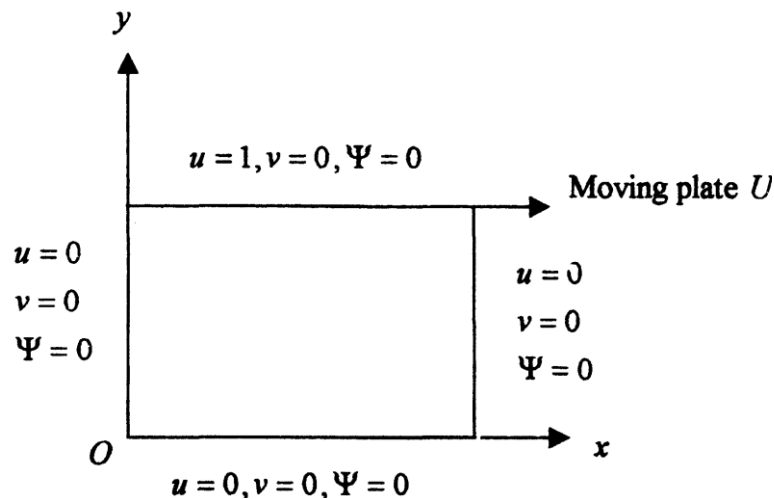 y
u = 1, v = 0, Ψ = 0
Moving plate U
u = 0
v = 0
Ψ = 0
u = 0
v = 0
Ψ = 0
O
x
u = 0, v = 0, Ψ = 0